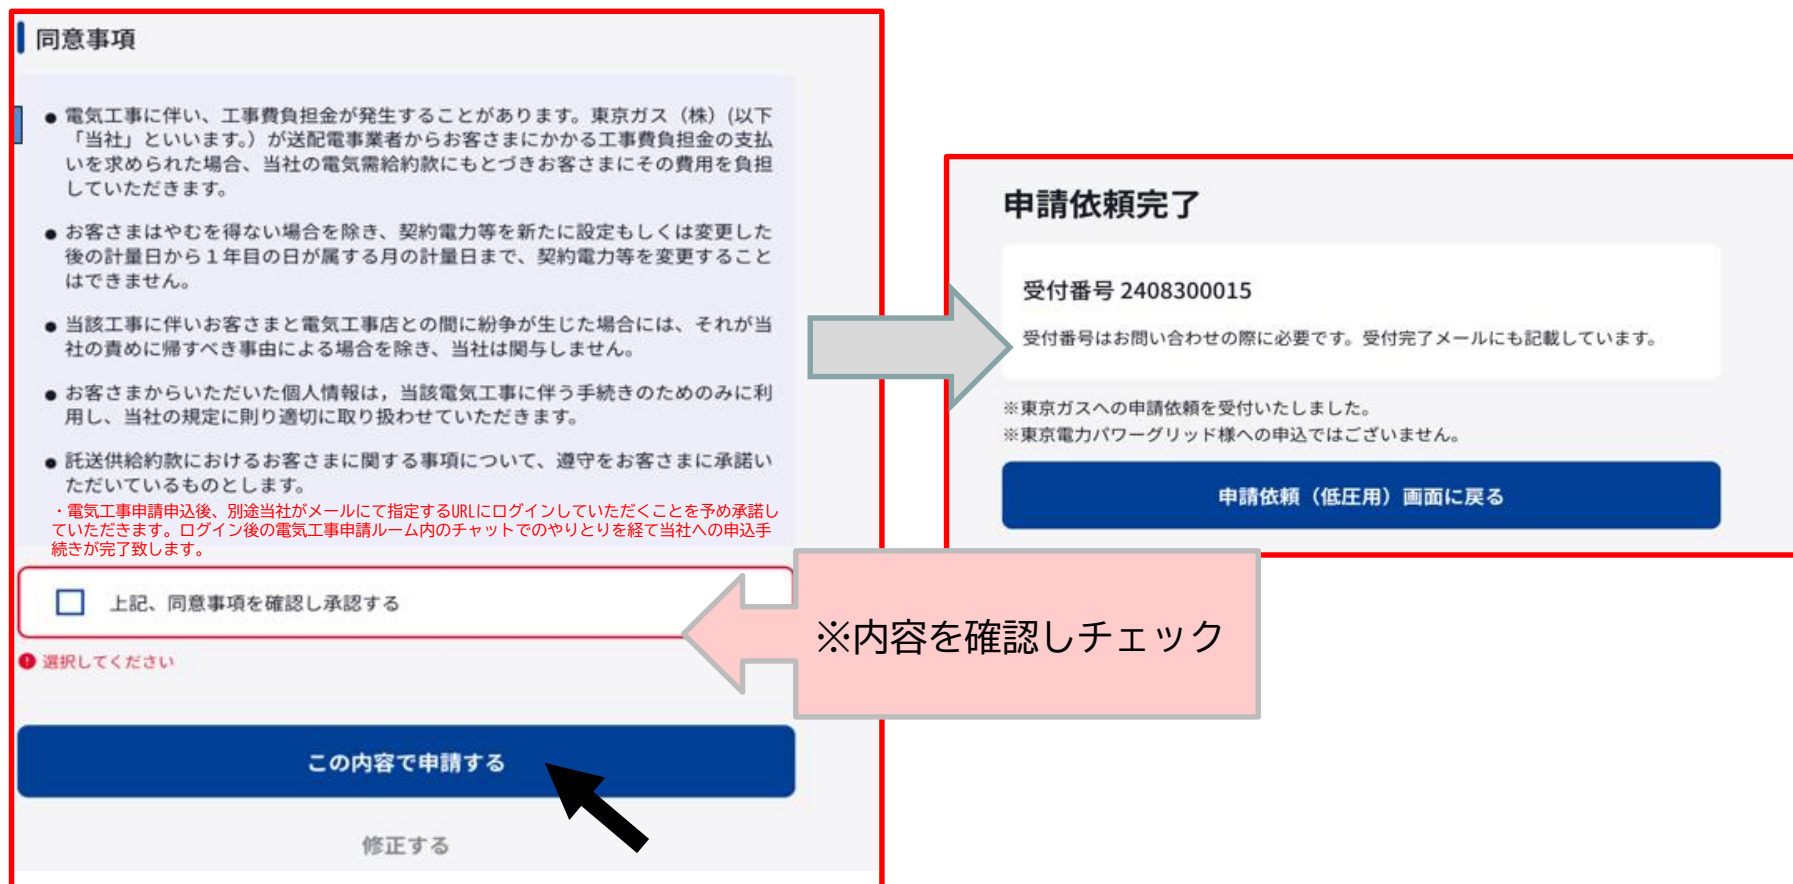 同意事項
● 電気工事に伴い、工事費負担金が発生することがあります。東京ガス（株）(以下
「当社」といいます。）が送配電事業者からお客さまにかかる工事費負担金の支払
いを求められた場合、当社の電気需給約款にもとづきお客さまにその費用を負担
していただきます。
● お客さまはやむを得ない場合を除き、契約電力等を新たに設定もしくは変更した
後の計量日から１年目の日が属する月の計量日まで、契約電力等を変更すること
はできません。
● 当該工事に伴いお客さまと電気工事店との間に紛争が生じた場合には、それが当
社の責めに帰すべき事由による場合を除き、当社は関与しません。
● お客さまからいただいた個人情報は，当該電気工事に伴う手続きのためのみに利
用し、当社の規定に則り適切に取り扱わせていただきます。
● 託送供給約款におけるお客さまに関する事項について、遵守をお客さまに承諾い
ただいているものとします。
・電気工事申請申込後、別途当社がメールにて指定するURLにログインしていただくことを予め承諾し
ていただきます。ログイン後の電気工事申請ルーム内のチャットでのやりとりを経て当社への申込手
続きが完了致します。
上記、同意事項を確認し承認する
選択してください
※内容を確認しチェック
この内容で申請する
修正する
申請依頼完了
受付番号 2408300015
受付番号はお問い合わせの際に必要です。受付完了メールにも記載しています。
※東京ガスへの申請依頼を受付いたしました。
※東京電力パワーグリッド様への申込ではございません。
申請依頼（低圧用）画面に戻る